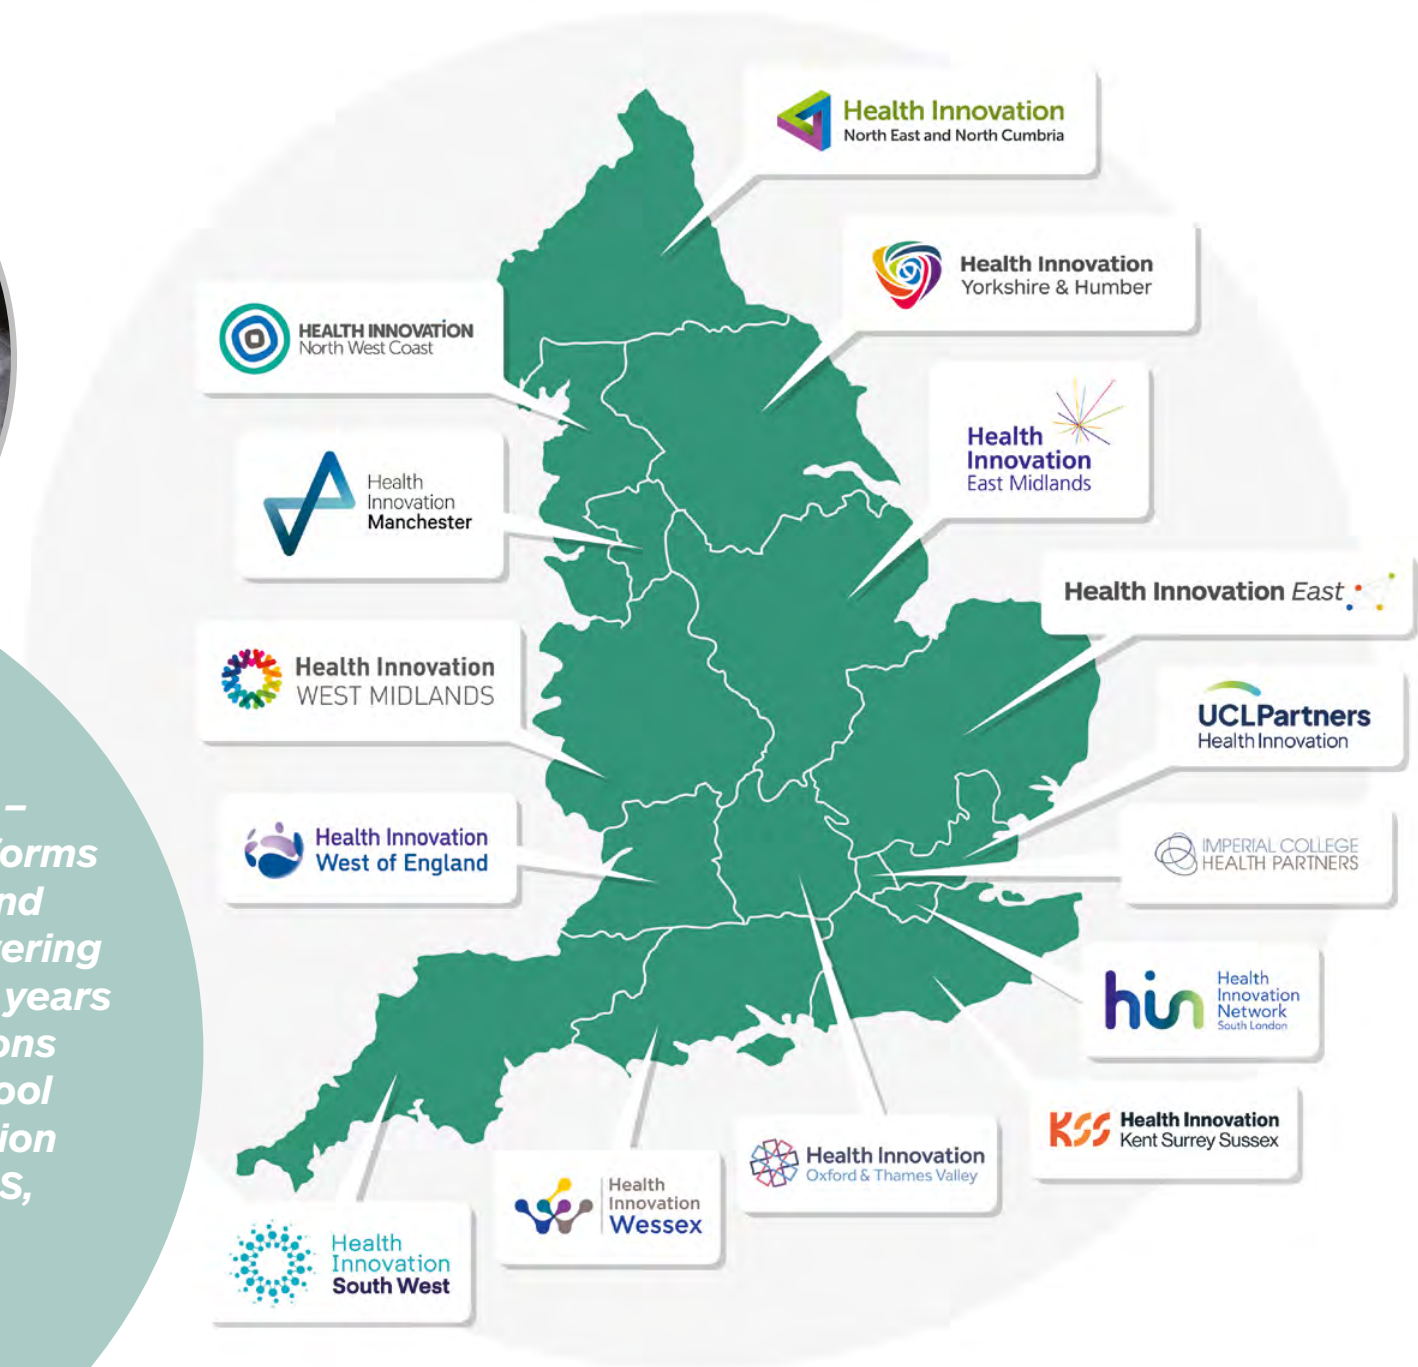 Health Innovation
North East and North Cumbria
Health Innovation
Yorkshire & Humber
HEALTH INNOVATION
North West Coast
Health
Innovation
East Midlands
Health
Innovation
Manchester
Health Innovation East
Health Innovation
WEST MIDLANDS
UCLPartners
Health Innovation
Health Innovation
West of England
IMPERIAL COLLEGE
HEALTH PARTNERS
hin
Health
Innovation
Network
South London
KSS
Health Innovation
Kent Surrey Sussex
Health Innovation
Oxford & Thames Valley
Health
Innovation
Wessex
Health
Innovation
South West
–
orms
nd
ering
years
ons
ool
ion
S,